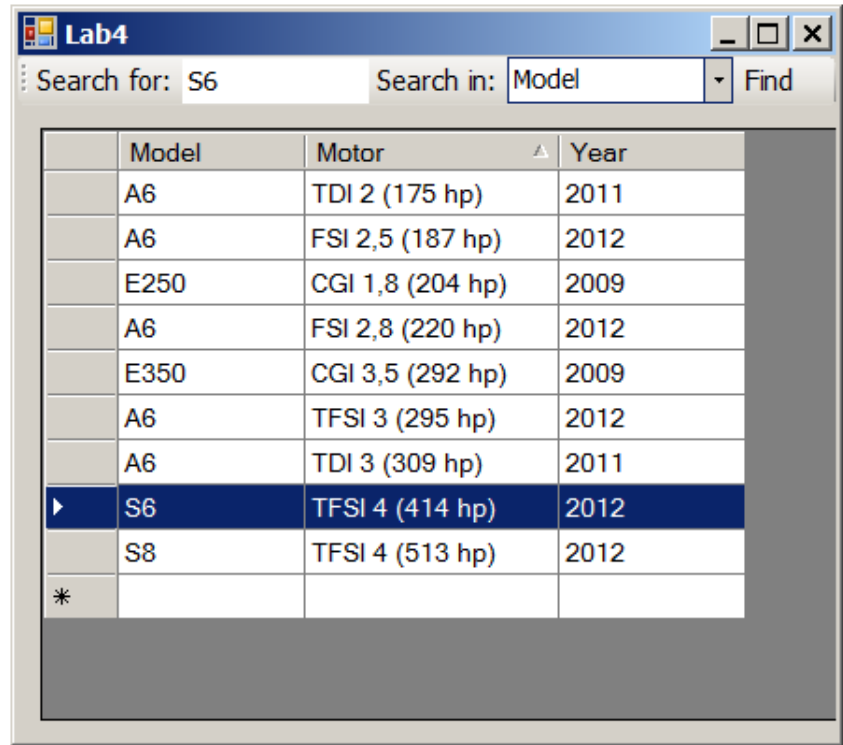 Lab4
Search for: S6 Search in: Model Find
Model Motor Year
A6 TDI 2 (175 hp) 2011
A6 FSI 2,5 (187 hp) 2012
E250 CGI 1,8 (204 hp) 2009
A6 FSI 2,8 (220 hp) 2012
E350 CGI 3,5 (292 hp) 2009
A6 TFSI 3 (295 hp) 2012
A6 TDI 3 (309 hp) 2011
S6 TFSI 4 (414 hp) 2012
S8 TFSI 4 (513 hp) 2012